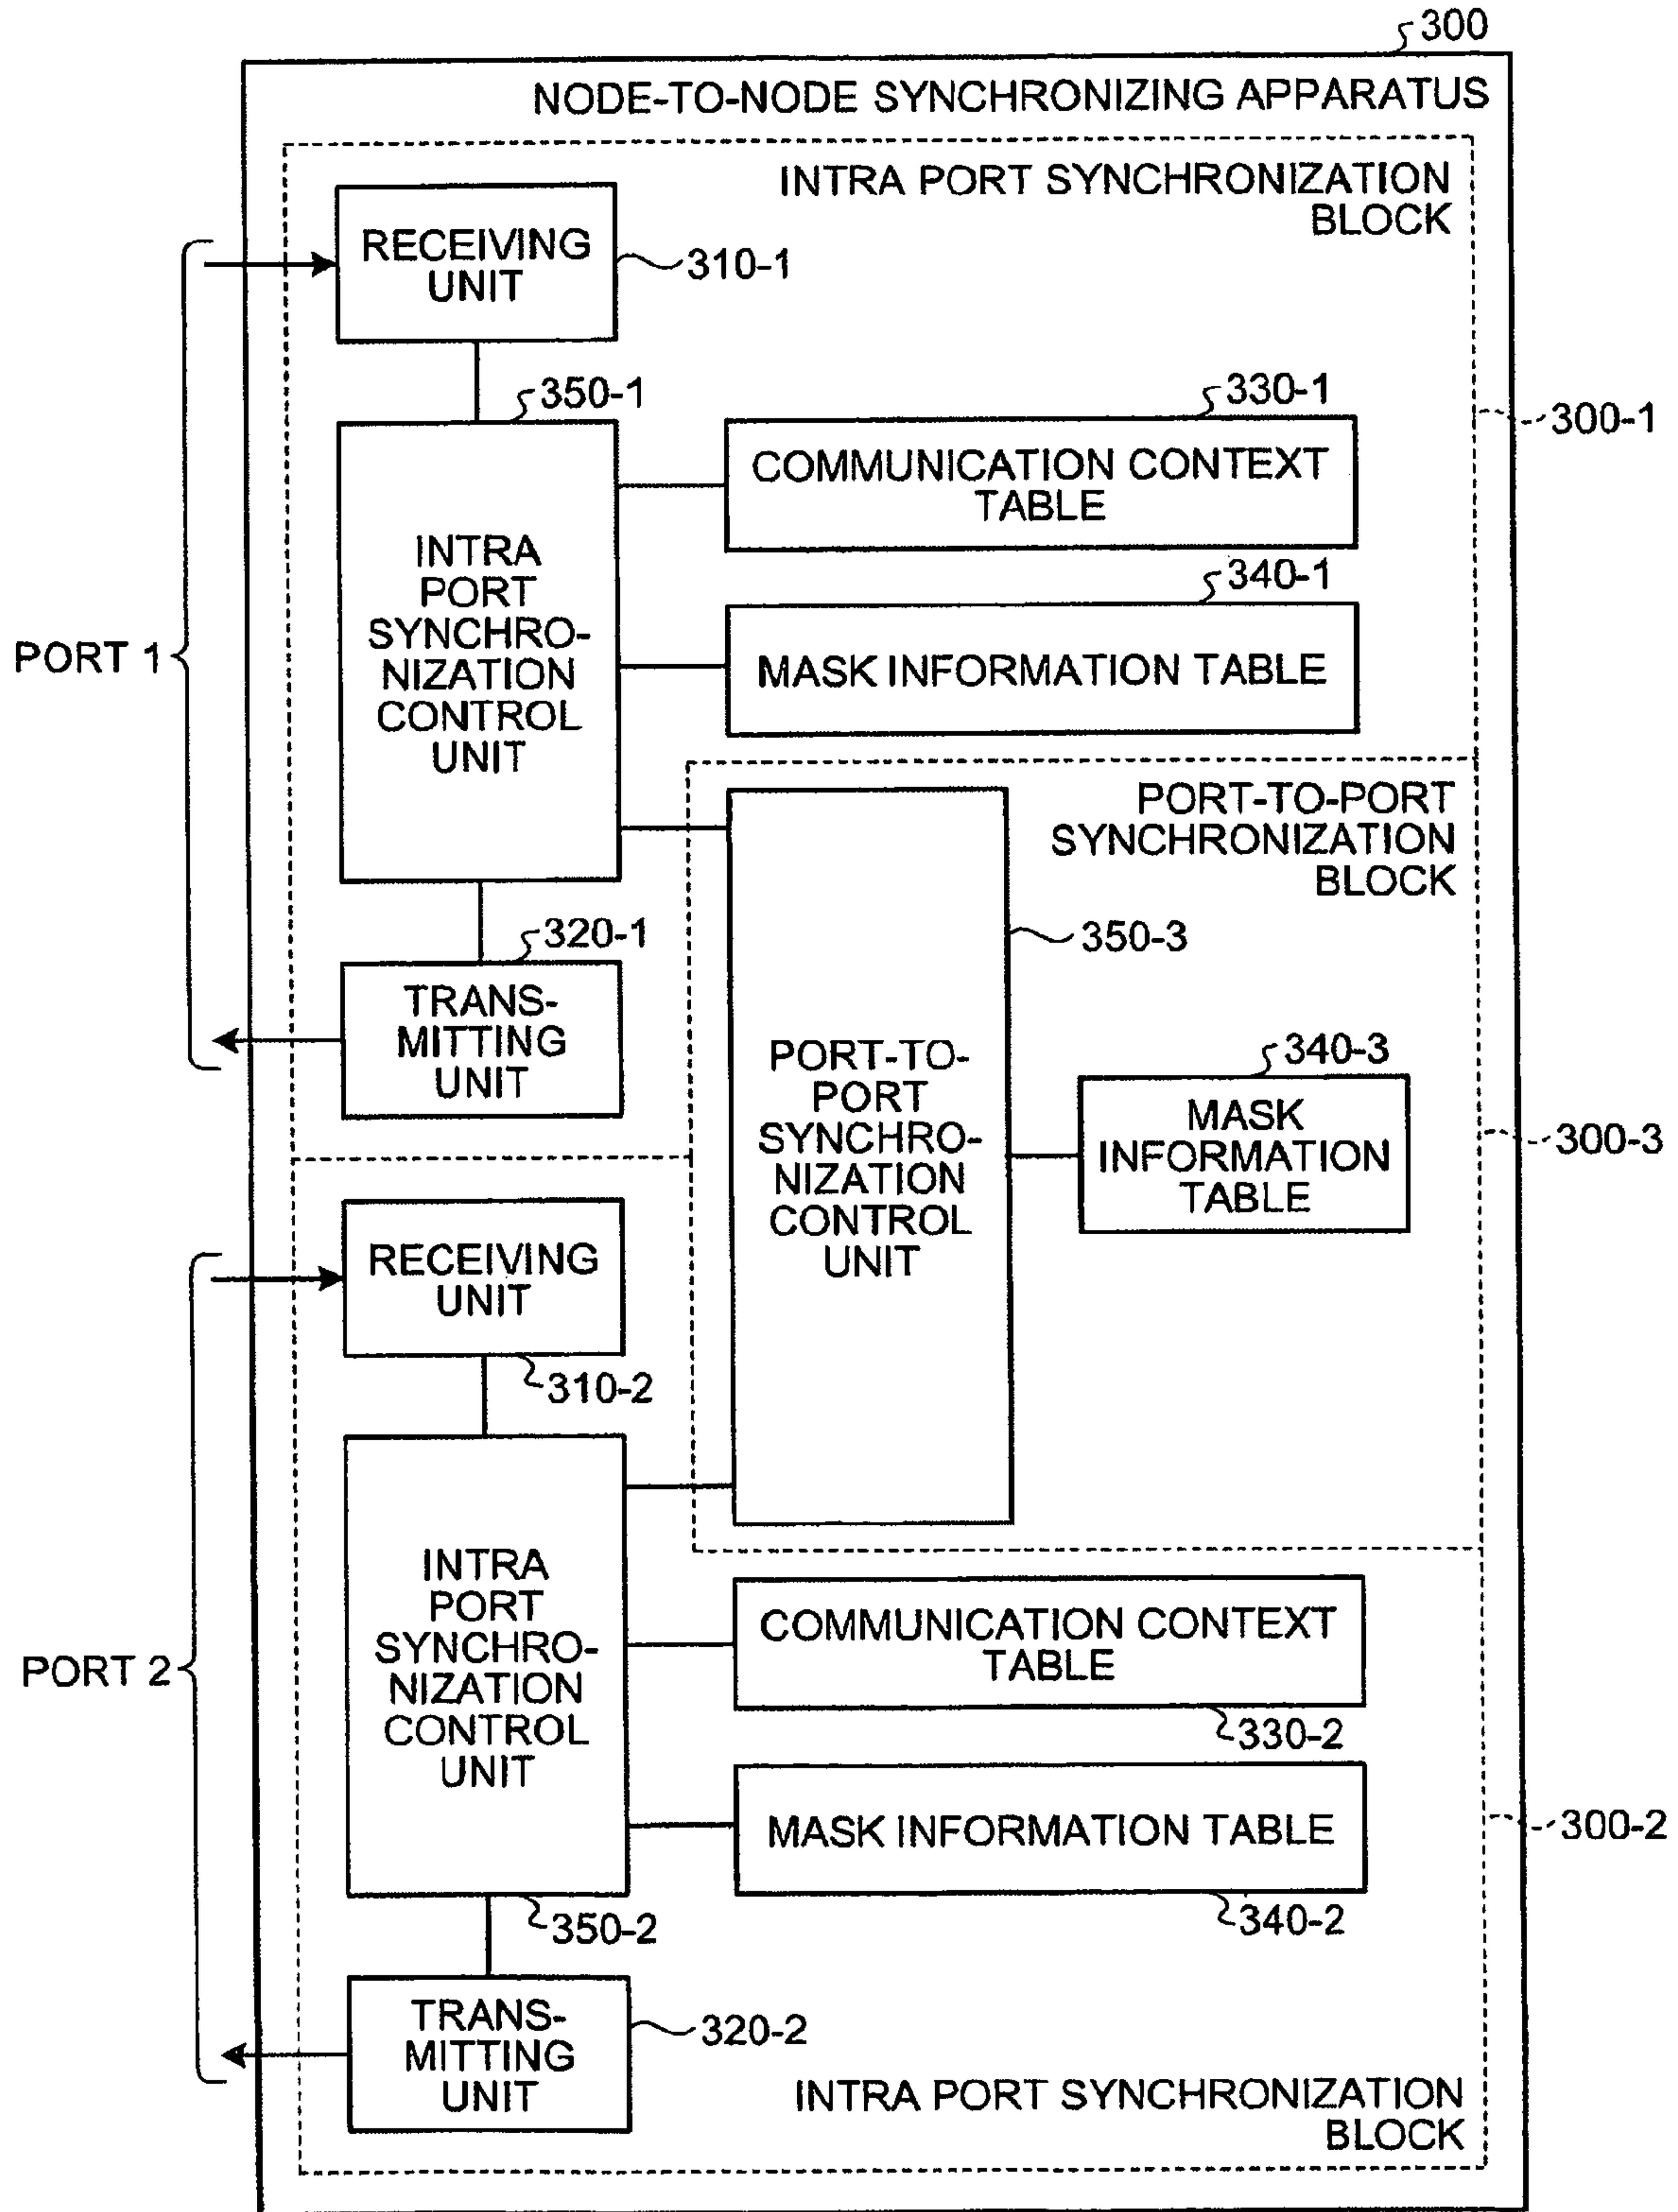 300
NODE-TO-NODE SYNCHRONIZING APPARATUS
INTRA PORT SYNCHRONIZATION
BLOCK
RECEIVING
UNIT
310-1
350-1
330-1
300-1
COMMUNICATION CONTEXT
TABLE
INTRA
PORT
SYNCHRO-
NIZATION
CONTROL
UNIT
340-1
MASK INFORMATION TABLE
PORT 1
PORT-TO-PORT
SYNCHRONIZATION
BLOCK
350-3
320-1
TRANS-
MITTING
UNIT
PORT-TO-
PORT
SYNCHRO-
NIZATION
CONTROL
UNIT
340-3
MASK
INFORMATION
TABLE
300-3
RECEIVING
UNIT
310-2
INTRA
PORT
SYNCHRO-
NIZATION
CONTROL
UNIT
COMMUNICATION CONTEXT
TABLE
330-2
PORT 2
MASK INFORMATION TABLE
340-2
300-2
350-2
TRANS-
MITTING
UNIT
320-2
INTRA PORT SYNCHRONIZATION
BLOCK